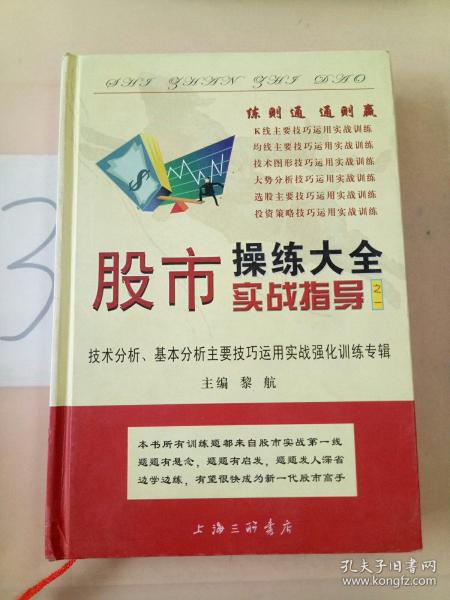 SHI ZHAN ZHI DAO
练则通 通则赢
K线主要技巧运用实战训练
均线主要技巧运用实战训练
技术图形技巧运用实战训练
大势分析技巧运用实战训练
选股主要技巧运用实战训练
投资策略技巧运用实战训练
股市操练大全
实战指导之一
技术分析、基本分析主要技巧运用实战强化训练专辑
主编 黎航
本书所有训练题都来自股市实战第一线
题题有悬念,题题有启发,题题发人深省
边学边练,有望很快成为新一代股市高手
上海三联书店
3
孔夫子旧书网
www.kongfz.com